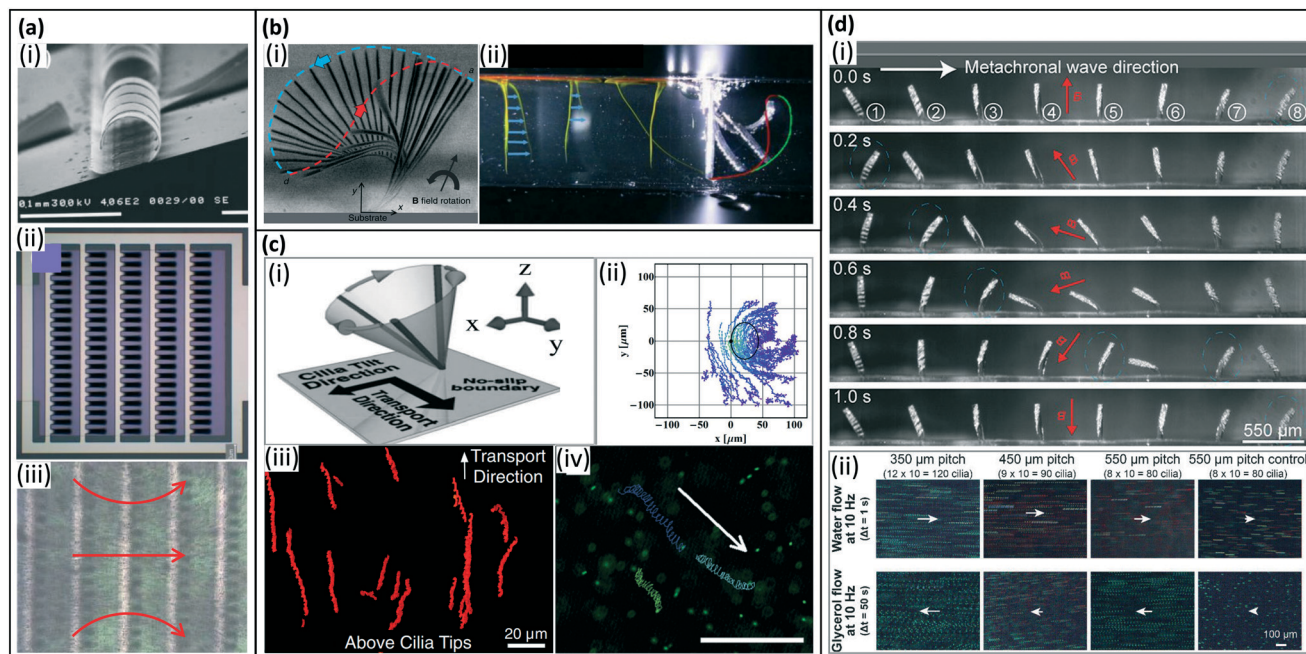 (a)
(i)
0.1mm 30.0 kV 4.06E2 0029/00 SE
(ii)
(iii)
(b)
(i)
a
d
y
x
Substrate
B field rotation
(ii)
(c)
(i)
z
x
y
Cilia Tilt
Direction
Transport
Direction
No-slip
boundary
(ii)
100
50
0
−50
−100
y [μm]
−100
−50
0
50
100
x [μm]
(iii)
Transport
Direction
Above Cilia Tips
20 μm
(iv)
(d)
(i)
Metachronal wave direction
0.0 s
B
① ② ③ ④ ⑤ ⑥ ⑦ ⑧
0.2 s
B
0.4 s
B
0.6 s
B
0.8 s
B
1.0 s
B
550 μm
(ii)
350 μm pitch
(12 x 10 = 120 cilia)
450 μm pitch
(9 x 10 = 90 cilia)
550 μm pitch
(8 x 10 = 80 cilia)
550 μm pitch control
(8 x 10 = 80 cilia)
Water flow
at 10 Hz
(Δt = 1 s)
Glycerol flow
at 10 Hz
(Δt = 50 s)
100 μm